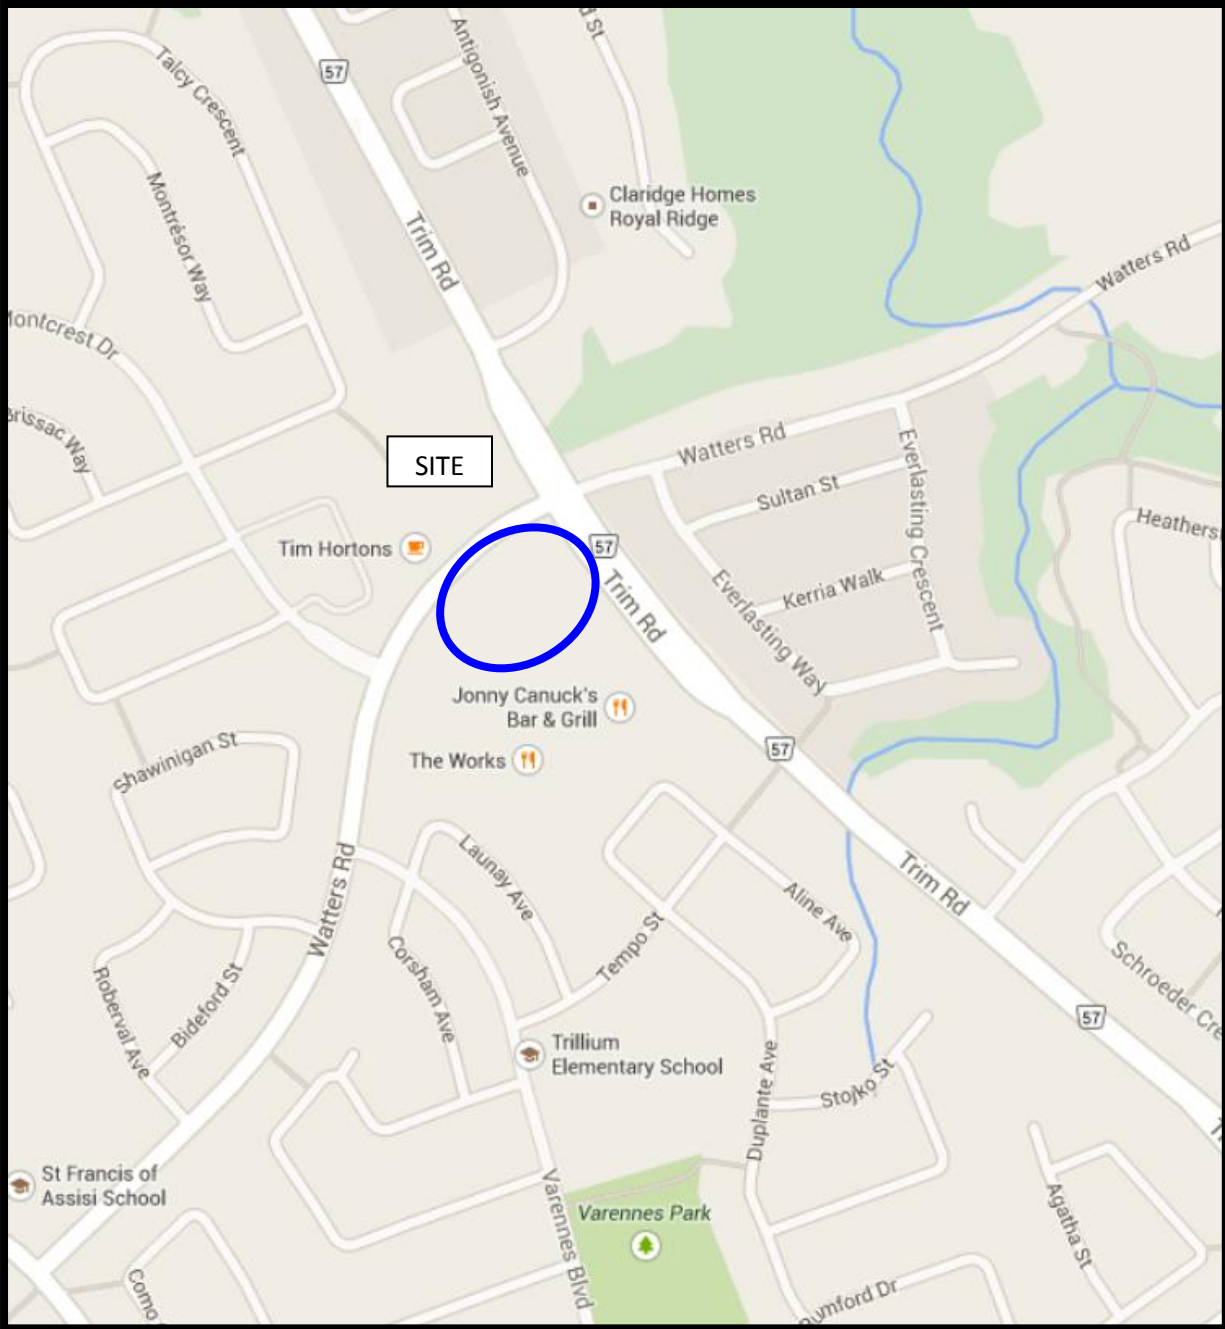 d St
57
Talcy Crescent
Antigonish Avenue
Claridge Homes
Royal Ridge
Montrésor Way
Trim Rd
Watters Rd
ontcrest Dr
Brissac Way
SITE
Watters Rd
Everlasting Crescent
Sultan St
Tim Hortons
57
Heathers
Trim Rd
Everlasting Way
Kerria Walk
Jonny Canuck's
Bar & Grill
The Works
57
Shawinigan St
Watters Rd
Launay Ave
Trim Rd
Aline Ave
Tempo St
Corsham Ave
Roberval Ave
Bideford St
Schroeder Cre
57
Trillium
Elementary School
Duplante Ave
Stojko St
T
St Francis of
Assisi School
Varennes Blvd
Varennes Park
Agatha St
Como
umford Dr